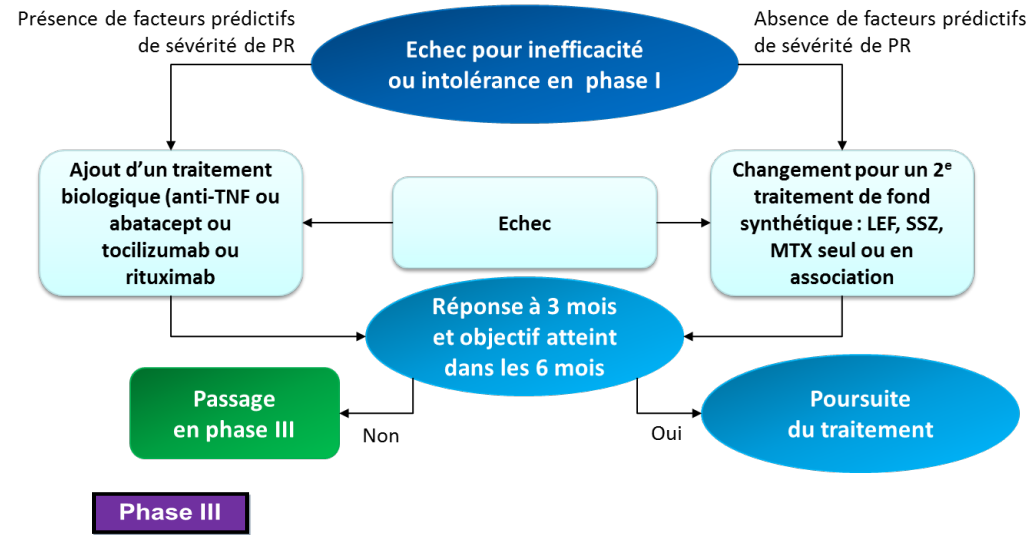 Présence de facteurs prédictifs
de sévérité de PR
Echec pour inefficacité
ou intolérance en phase I
Absence de facteurs prédictifs
de sévérité de PR
Ajout d’un traitement
biologique (anti-TNF ou
abatacept ou
tocilizumab ou
rituximab
Echec
Changement pour un 2e
traitement de fond
synthétique : LEF, SSZ,
MTX seul ou en
association
Réponse à 3 mois
et objectif atteint
dans les 6 mois
Passage
en phase III
Non
Oui
Poursuite
du traitement
Phase III